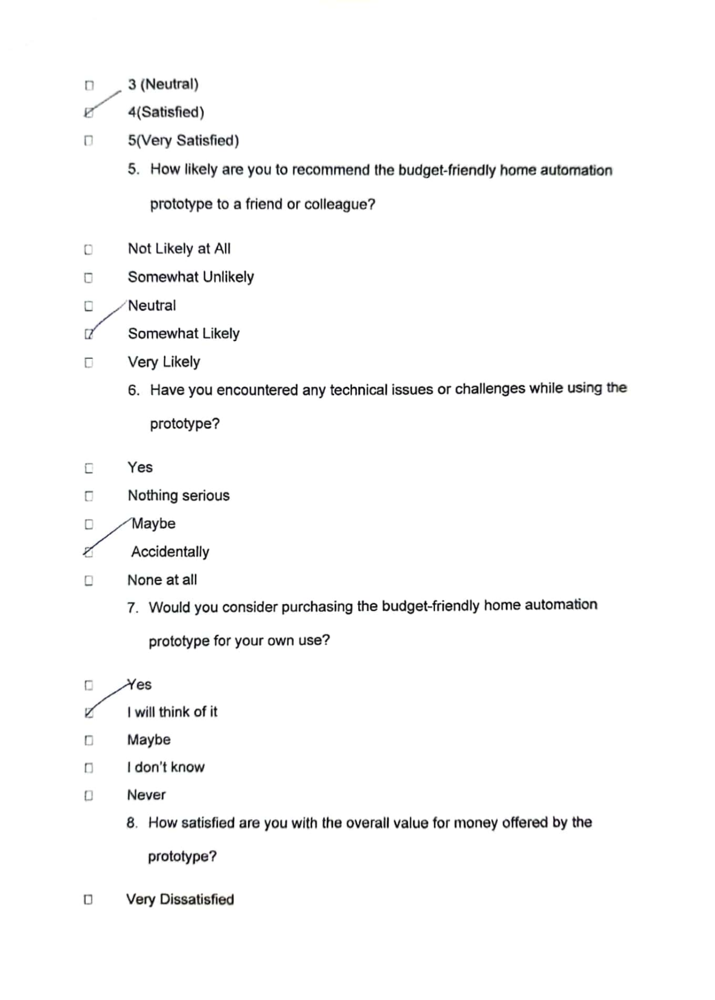 3 (Neutral)
4(Satisfied)
5(Very Satisfied)
5. How likely are you to recommend the budget-friendly home automation
prototype to a friend or colleague?
Not Likely at All
Somewhat Unlikely
Neutral
Somewhat Likely
Very Likely
6. Have you encountered any technical issues or challenges while using the
prototype?
Yes
Nothing serious
Maybe
Accidentally
None at all
7. Would you consider purchasing the budget-friendly home automation
prototype for your own use?
Yes
I will think of it
Maybe
I don't know
Never
8. How satisfied are you with the overall value for money offered by the
prototype?
Very Dissatisfied